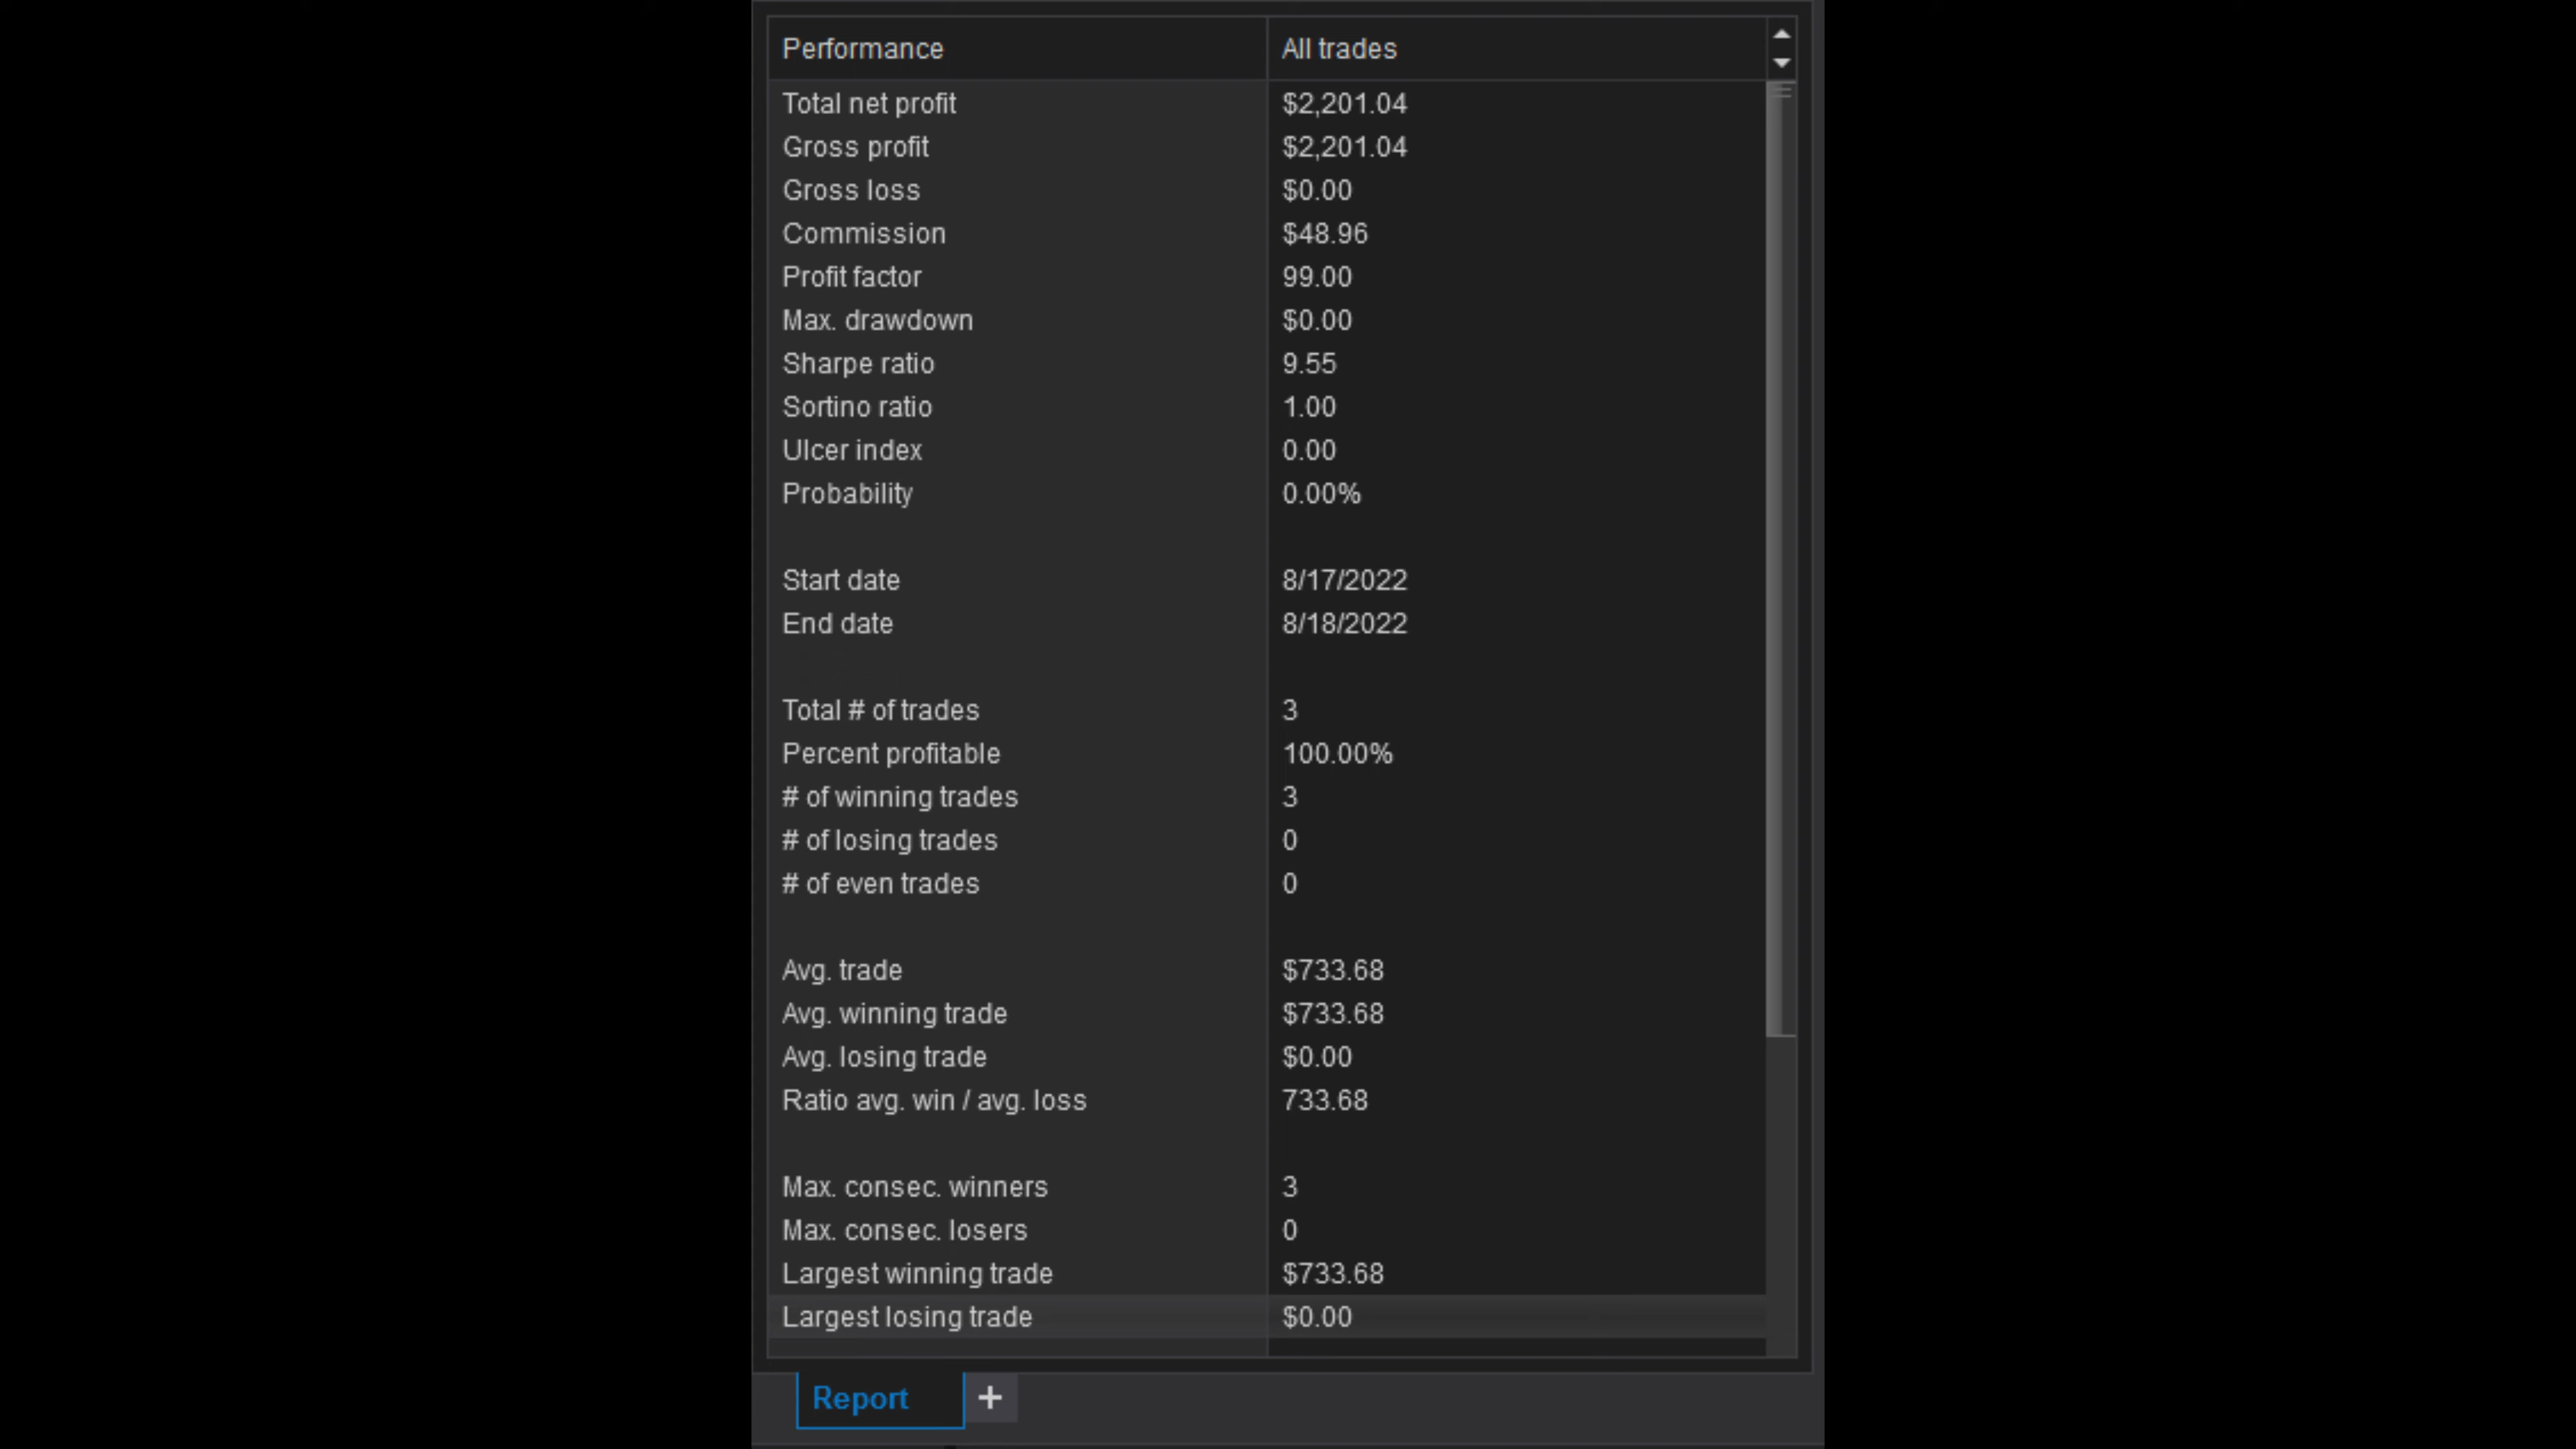 Performance All trades
Total net profit $2,201.04
Gross profit $2,201.04
Gross loss $0.00
Commission $48.96
Profit factor 99.00
Max. drawdown $0.00
Sharpe ratio 9.55
Sortino ratio 1.00
Ulcer index 0.00
Probability 0.00%
Start date 8/17/2022
End date 8/18/2022
Total # of trades 3
Percent profitable 100.00%
# of winning trades 3
# of losing trades 0
# of even trades 0
Avg. trade $733.68
Avg. winning trade $733.68
Avg. losing trade $0.00
Ratio avg. win / avg. loss 733.68
Max. consec. winners 3
Max. consec. losers 0
Largest winning trade $733.68
Largest losing trade $0.00
Report +